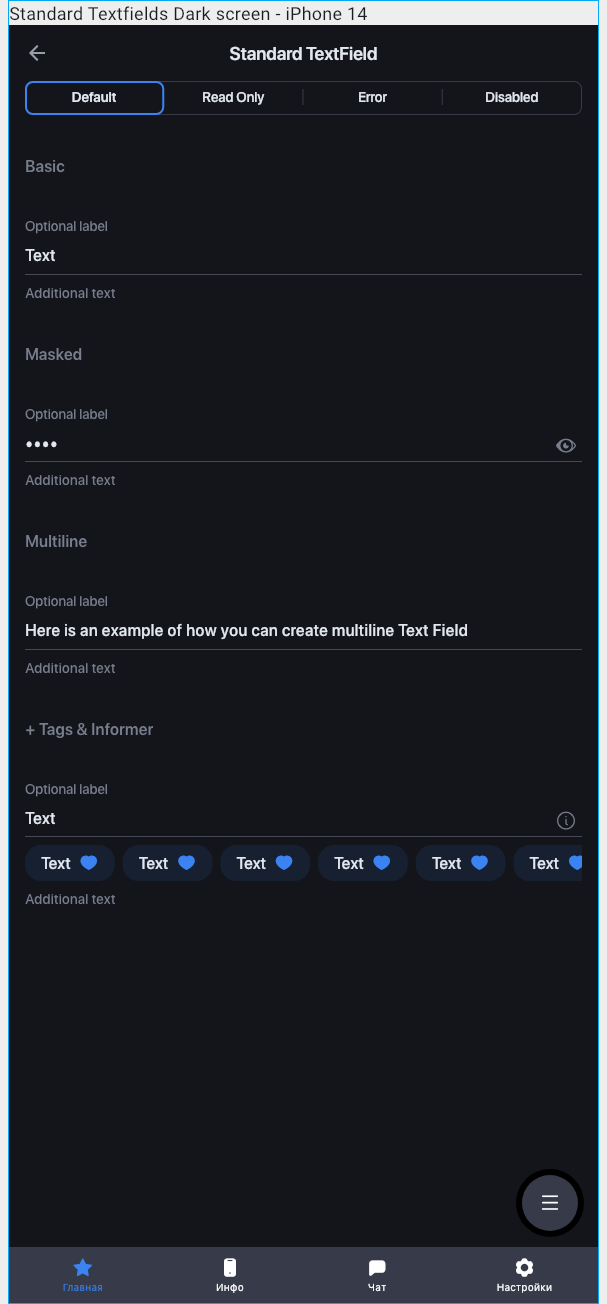 Standard Textfields Dark screen - iPhone 14
Standard TextField
Default Read Only Error Disabled
Basic
Optional label
Text
Additional text
Masked
Optional label
••••
Additional text
Multiline
Optional label
Here is an example of how you can create multiline Text Field
Additional text
+ Tags & Informer
Optional label
Text
Text Text Text Text Text Text
Additional text
Главная Инфо Чат Настройки